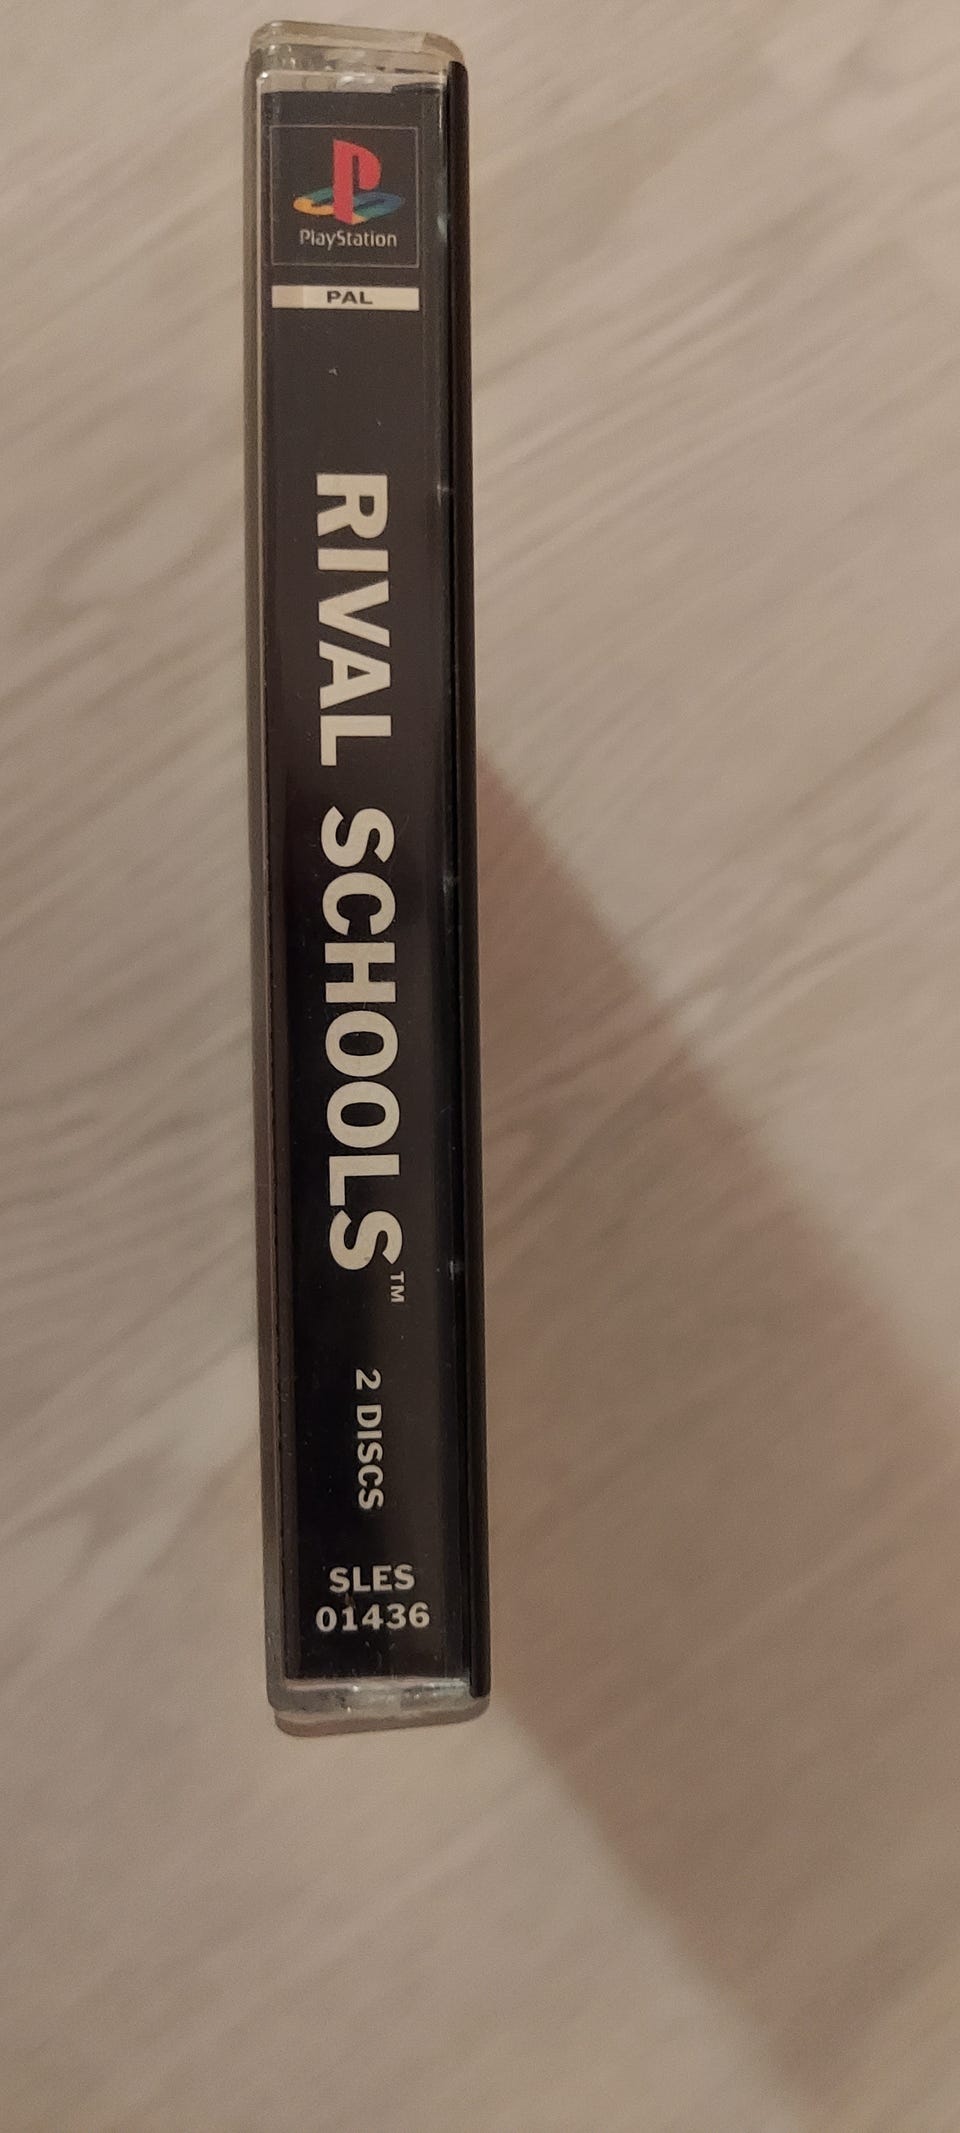 PlayStation
PAL
RIVAL SCHOOLS™
2 DISCS
SLES
01436